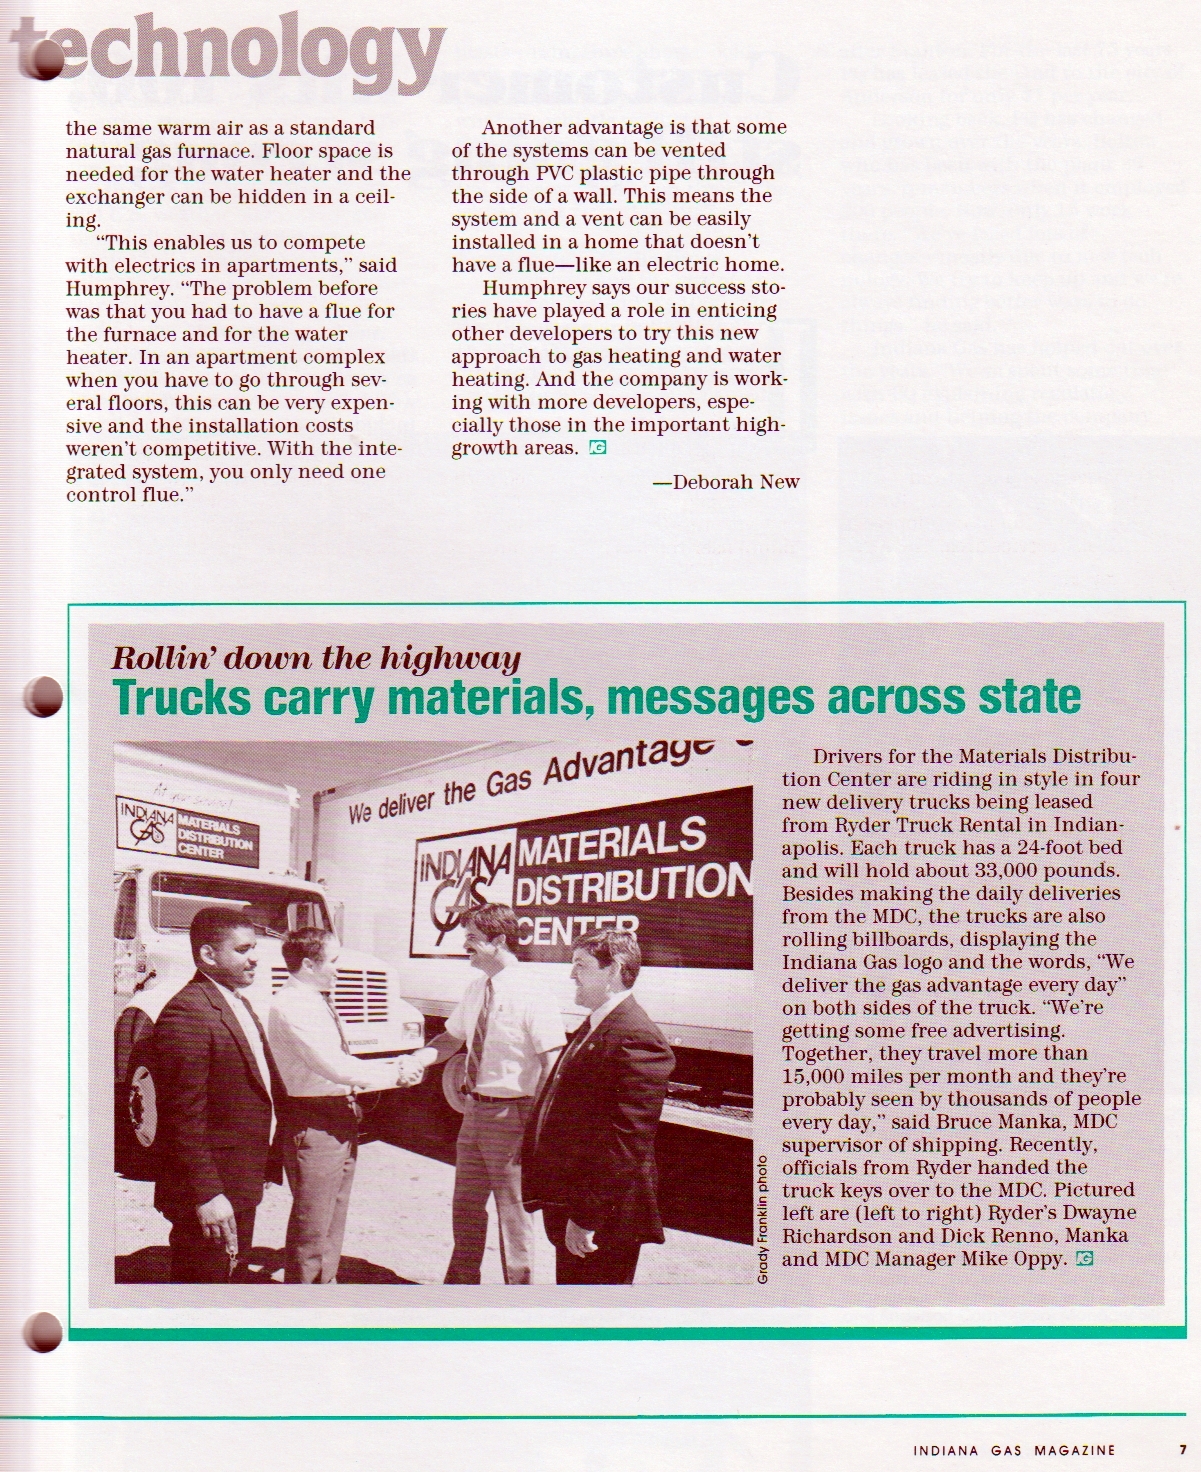 technology
the same warm air as a standard
natural gas furnace. Floor space is
needed for the water heater and the
exchanger can be hidden in a ceil-
ing.
“This enables us to compete
with electrics in apartments,” said
Humphrey. “The problem before
was that you had to have a flue for
the furnace and for the water
heater. In an apartment complex
when you have to go through sev-
eral floors, this can be very expen-
sive and the installation costs
weren’t competitive. With the inte-
grated system, you only need one
control flue.”
Another advantage is that some
of the systems can be vented
through PVC plastic pipe through
the side of a wall. This means the
system and a vent can be easily
installed in a home that doesn’t
have a flue—like an electric home.
Humphrey says our success sto-
ries have played a role in enticing
other developers to try this new
approach to gas heating and water
heating. And the company is work-
ing with more developers, espe-
cially those in the important high-
growth areas. IG
—Deborah New
Rollin’ down the highway
Trucks carry materials, messages across state
At your service!
INDIANA
GAS
MATERIALS
DISTRIBUTION
CENTER
We deliver the Gas Advantage
INDIANA
GAS
MATERIALS
DISTRIBUTION
CENTER
Grady Franklin photo
Drivers for the Materials Distribu-
tion Center are riding in style in four
new delivery trucks being leased
from Ryder Truck Rental in Indian-
apolis. Each truck has a 24-foot bed
and will hold about 33,000 pounds.
Besides making the daily deliveries
from the MDC, the trucks are also
rolling billboards, displaying the
Indiana Gas logo and the words, “We
deliver the gas advantage every day”
on both sides of the truck. “We’re
getting some free advertising.
Together, they travel more than
15,000 miles per month and they’re
probably seen by thousands of people
every day,” said Bruce Manka, MDC
supervisor of shipping. Recently,
officials from Ryder handed the
truck keys over to the MDC. Pictured
left are (left to right) Ryder’s Dwayne
Richardson and Dick Renno, Manka
and MDC Manager Mike Oppy. IG
INDIANA GAS MAGAZINE 7